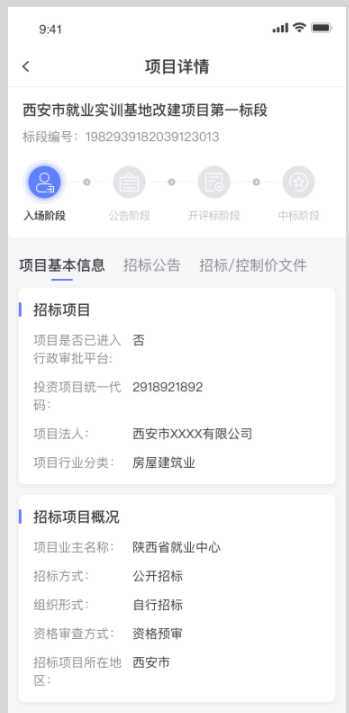 9:41
项目详情
西安市就业实训基地改建项目第一标段
标段编号：1982939182039123013
入场阶段
公告阶段
开评标阶段
中标阶段
项目基本信息 招标公告 招标/控制价文件
招标项目
项目是否已进入 否
行政审批平台:
投资项目统一代 2918921892
码：
项目法人： 西安市XXXX有限公司
项目行业分类： 房屋建筑业
招标项目概况
项目业主名称： 陕西省就业中心
招标方式： 公开招标
组织形式： 自行招标
资格审查方式： 资格预审
招标项目所在地 西安市
区：